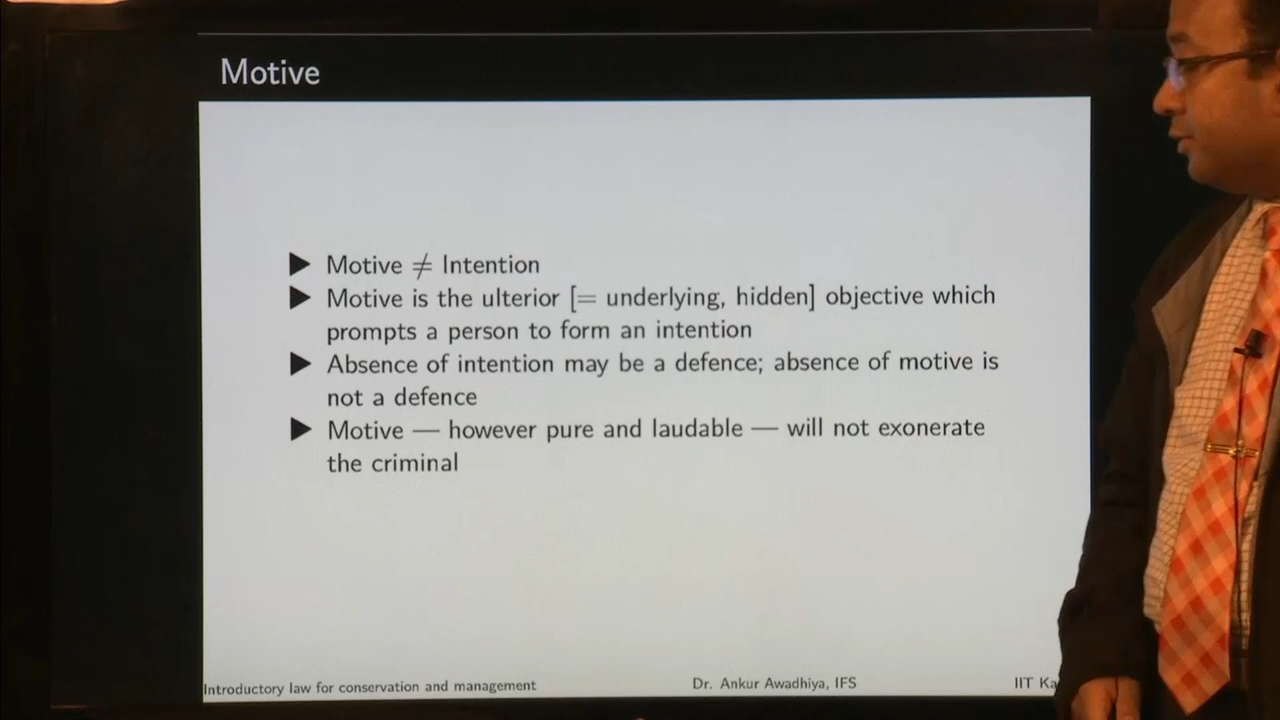 Motive
▶ Motive ≠ Intention
▶ Motive is the ulterior [= underlying, hidden] objective which
prompts a person to form an intention
▶ Absence of intention may be a defence; absence of motive is
not a defence
▶ Motive — however pure and laudable — will not exonerate
the criminal
Introductory law for conservation and management
Dr. Ankur Awadhiya, IFS
IIT